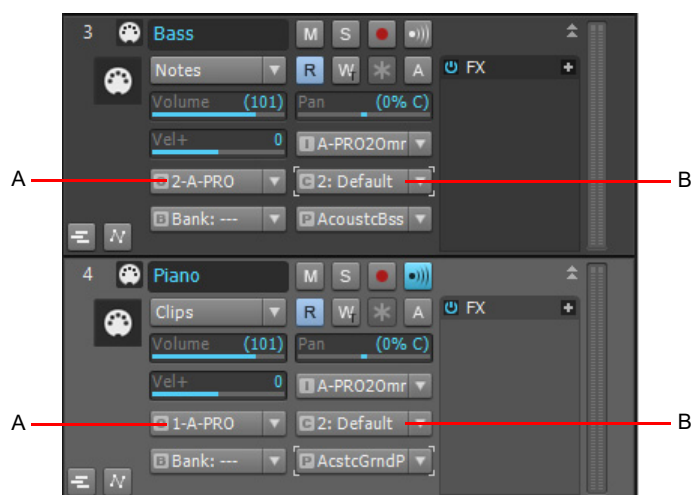 3 Bass M S
Notes R W A FX
Volume (101) Pan (0% C)
Vel+ 0 I A-PRO2Omr
A O 2-A-PRO C 2: Default B
B Bank: --- P AcoustcBss
N
4 Piano M S
Clips R W A FX
Volume (101) Pan (0% C)
Vel+ 0 I A-PRO2Omr
A O 1-A-PRO C 2: Default B
B Bank: --- P AcstcGrndP
N